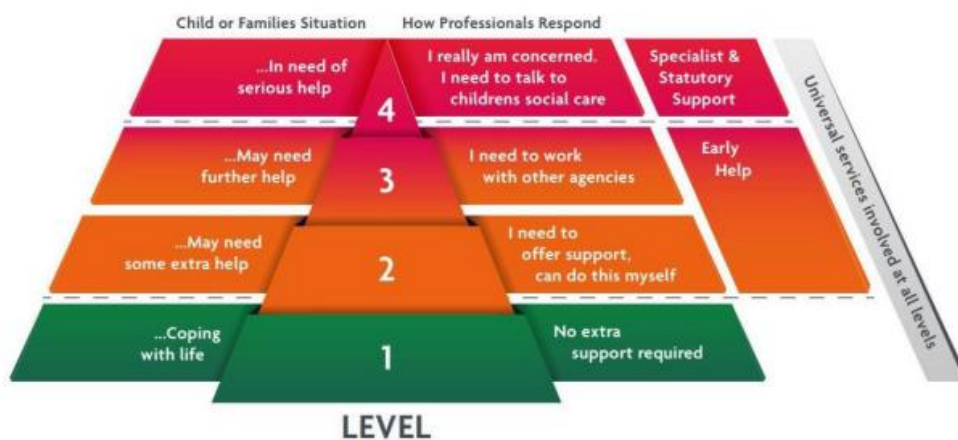 Child or Families Situation
How Professionals Respond
...In need of
serious help
4
I really am concerned.
I need to talk to
childrens social care
Specialist &
Statutory
Support
...May need
further help
3
I need to work
with other agencies
Early
Help
...May need
some extra help
2
I need to
offer support,
can do this myself
...Coping
with life
1
No extra
support required
Universal services involved at all levels
LEVEL